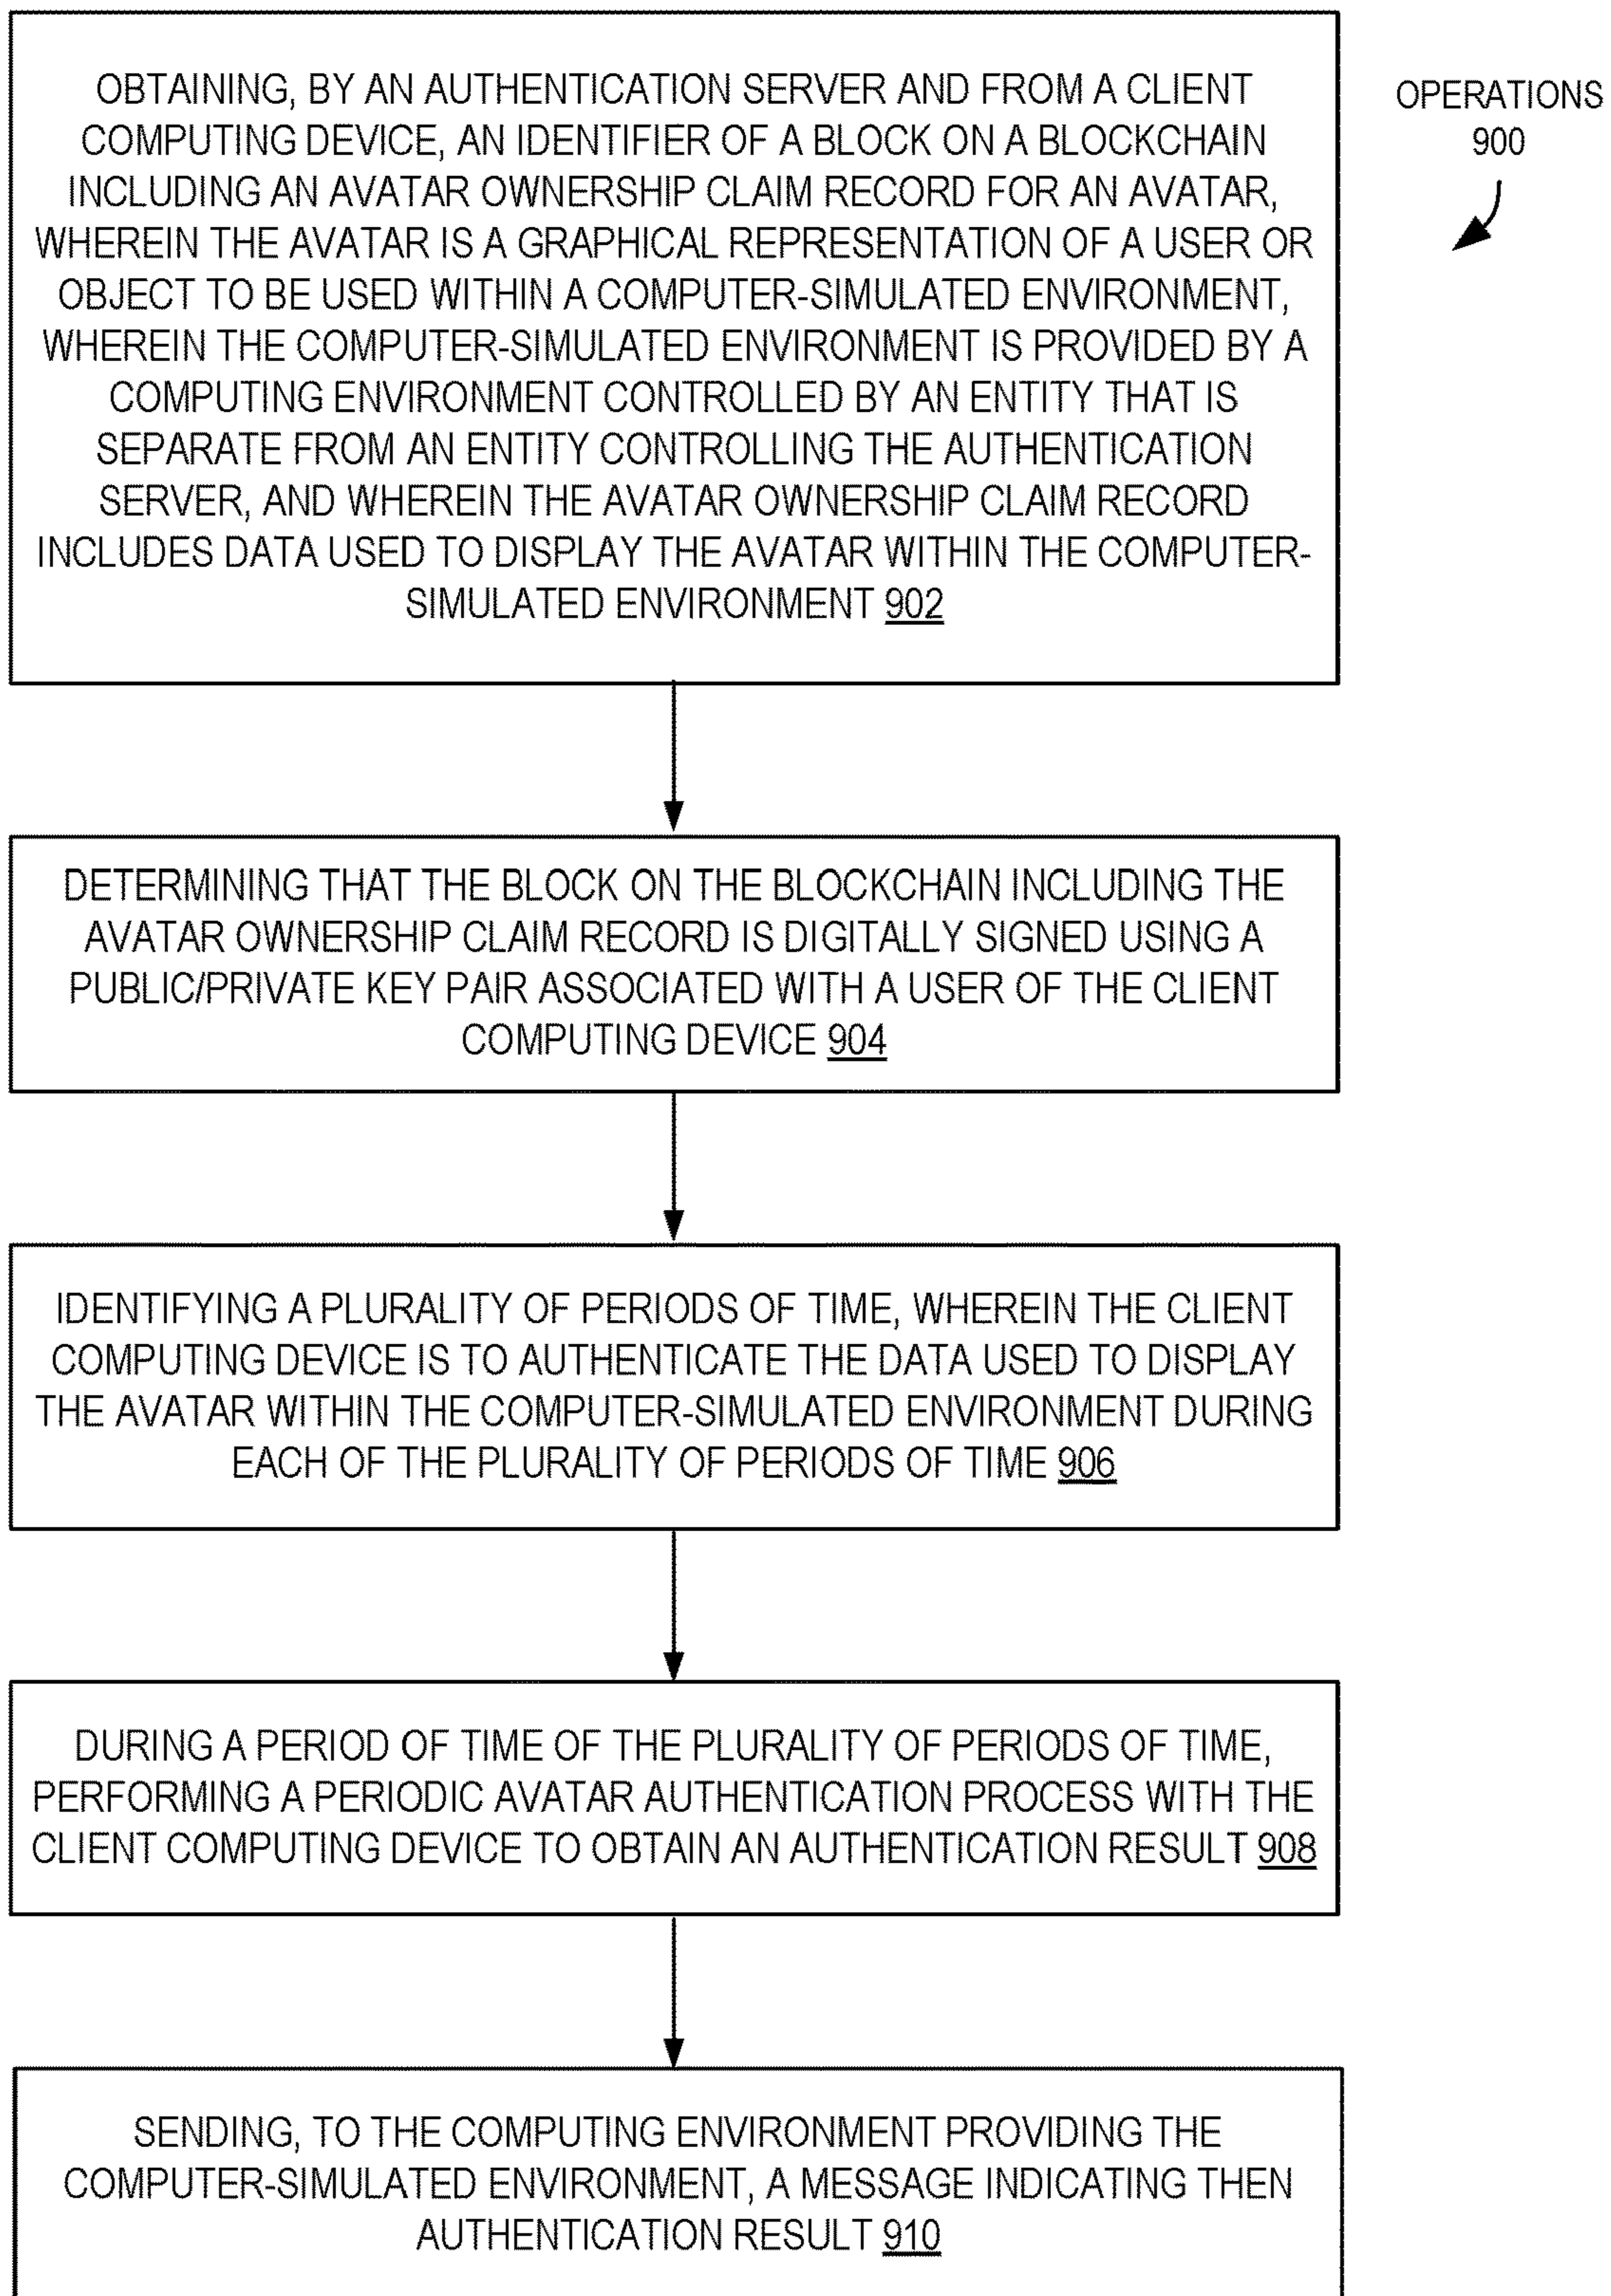 OBTAINING, BY AN AUTHENTICATION SERVER AND FROM A CLIENT
COMPUTING DEVICE, AN IDENTIFIER OF A BLOCK ON A BLOCKCHAIN
INCLUDING AN AVATAR OWNERSHIP CLAIM RECORD FOR AN AVATAR,
WHEREIN THE AVATAR IS A GRAPHICAL REPRESENTATION OF A USER OR
OBJECT TO BE USED WITHIN A COMPUTER-SIMULATED ENVIRONMENT,
WHEREIN THE COMPUTER-SIMULATED ENVIRONMENT IS PROVIDED BY A
COMPUTING ENVIRONMENT CONTROLLED BY AN ENTITY THAT IS
SEPARATE FROM AN ENTITY CONTROLLING THE AUTHENTICATION
SERVER, AND WHEREIN THE AVATAR OWNERSHIP CLAIM RECORD
INCLUDES DATA USED TO DISPLAY THE AVATAR WITHIN THE COMPUTER-
SIMULATED ENVIRONMENT 902
OPERATIONS
900
DETERMINING THAT THE BLOCK ON THE BLOCKCHAIN INCLUDING THE
AVATAR OWNERSHIP CLAIM RECORD IS DIGITALLY SIGNED USING A
PUBLIC/PRIVATE KEY PAIR ASSOCIATED WITH A USER OF THE CLIENT
COMPUTING DEVICE 904
IDENTIFYING A PLURALITY OF PERIODS OF TIME, WHEREIN THE CLIENT
COMPUTING DEVICE IS TO AUTHENTICATE THE DATA USED TO DISPLAY
THE AVATAR WITHIN THE COMPUTER-SIMULATED ENVIRONMENT DURING
EACH OF THE PLURALITY OF PERIODS OF TIME 906
DURING A PERIOD OF TIME OF THE PLURALITY OF PERIODS OF TIME,
PERFORMING A PERIODIC AVATAR AUTHENTICATION PROCESS WITH THE
CLIENT COMPUTING DEVICE TO OBTAIN AN AUTHENTICATION RESULT 908
SENDING, TO THE COMPUTING ENVIRONMENT PROVIDING THE
COMPUTER-SIMULATED ENVIRONMENT, A MESSAGE INDICATING THEN
AUTHENTICATION RESULT 910